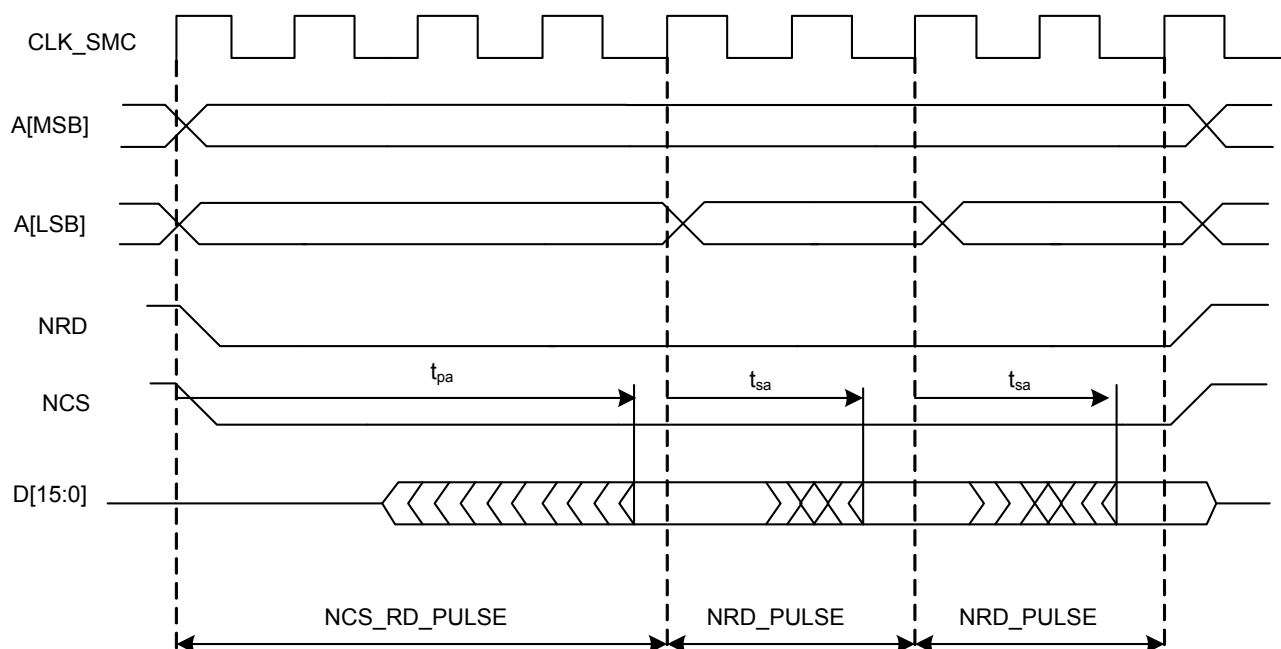 CLK_SMC
A[MSB]
A[LSB]
NRD
NCS
tpa
tsa
tsa
D[15:0]
NCS_RD_PULSE
NRD_PULSE
NRD_PULSE